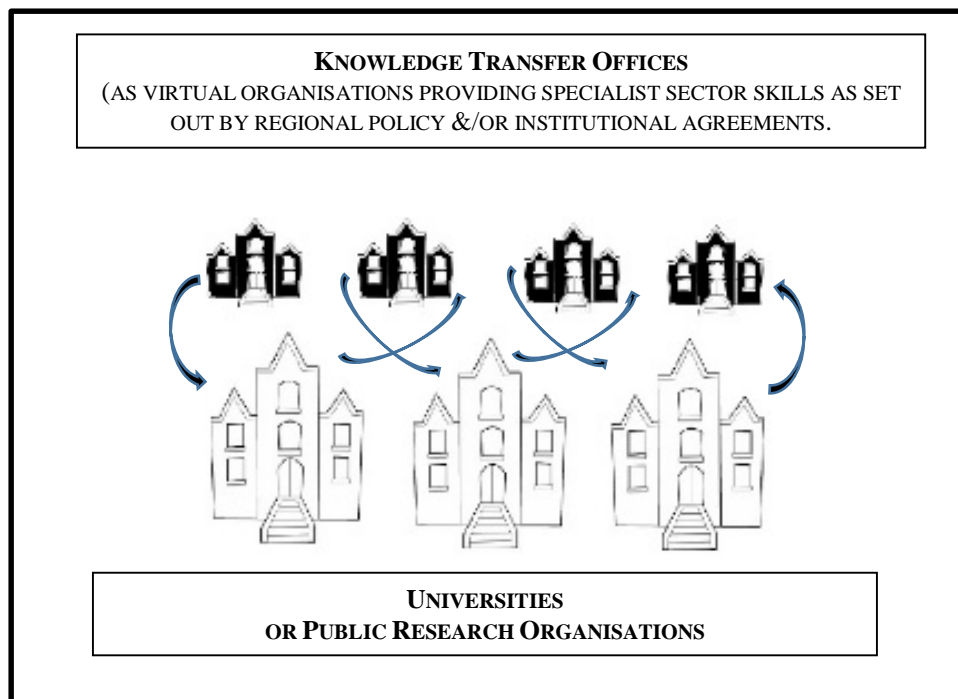 KNOWLEDGE TRANSFER OFFICES
(AS VIRTUAL ORGANISATIONS PROVIDING SPECIALIST SECTOR SKILLS AS SET
OUT BY REGIONAL POLICY &/OR INSTITUTIONAL AGREEMENTS.
UNIVERSITIES
OR PUBLIC RESEARCH ORGANISATIONS